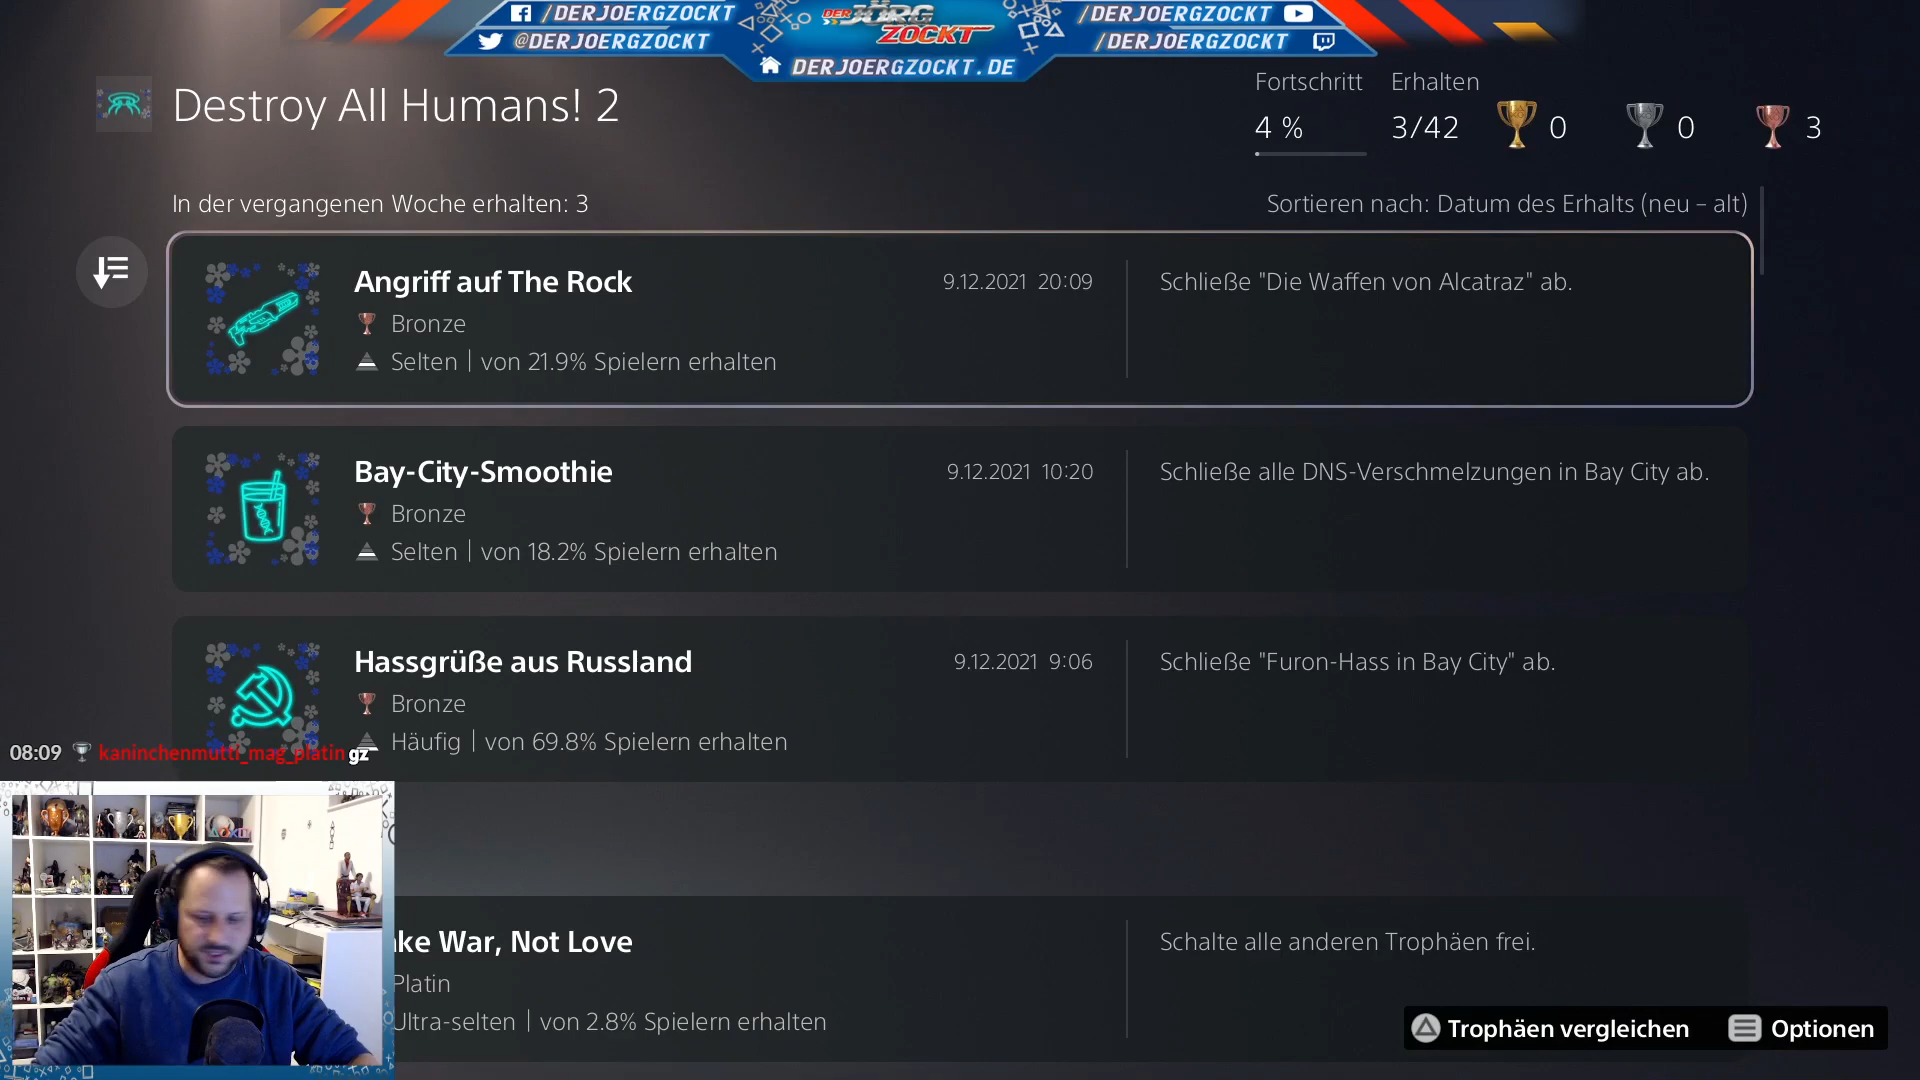 /DERJOERGZOCKT
@DERJOERGZOCKT
DER JÖRG ZOCKT
DERJOERGZOCKT.DE
/DERJOERGZOCKT
/DERJOERGZOCKT
Destroy All Humans! 2
Fortschritt
4 %
Erhalten
3/42
0
0
3
In der vergangenen Woche erhalten: 3
Sortieren nach: Datum des Erhalts (neu – alt)
Angriff auf The Rock
Bronze
Selten | von 21.9% Spielern erhalten
9.12.2021 20:09
Schließe "Die Waffen von Alcatraz" ab.
Bay-City-Smoothie
Bronze
Selten | von 18.2% Spielern erhalten
9.12.2021 10:20
Schließe alle DNS-Verschmelzungen in Bay City ab.
Hassgrüße aus Russland
Bronze
Häufig | von 69.8% Spielern erhalten
9.12.2021 9:06
Schließe "Furon-Hass in Bay City" ab.
08:09 kaninchenmutti_mag_platin gz
ake War, Not Love
Platin
Ultra-selten | von 2.8% Spielern erhalten
Schalte alle anderen Trophäen frei.
Trophäen vergleichen
Optionen